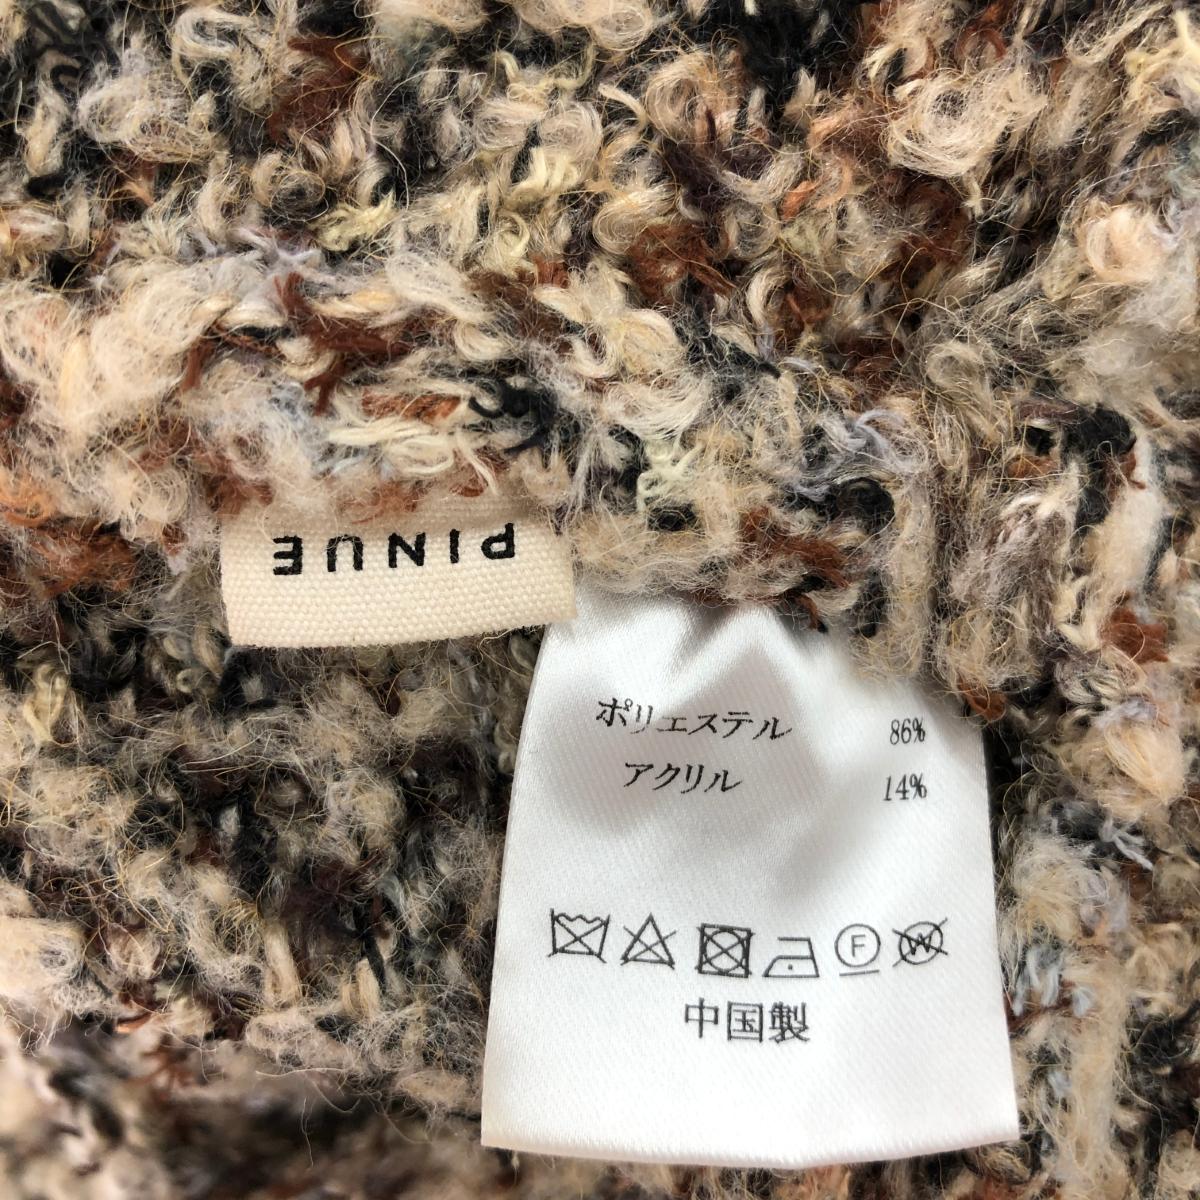 PINUE
ポリエステル 86%
アクリル 14%
F W
中国製